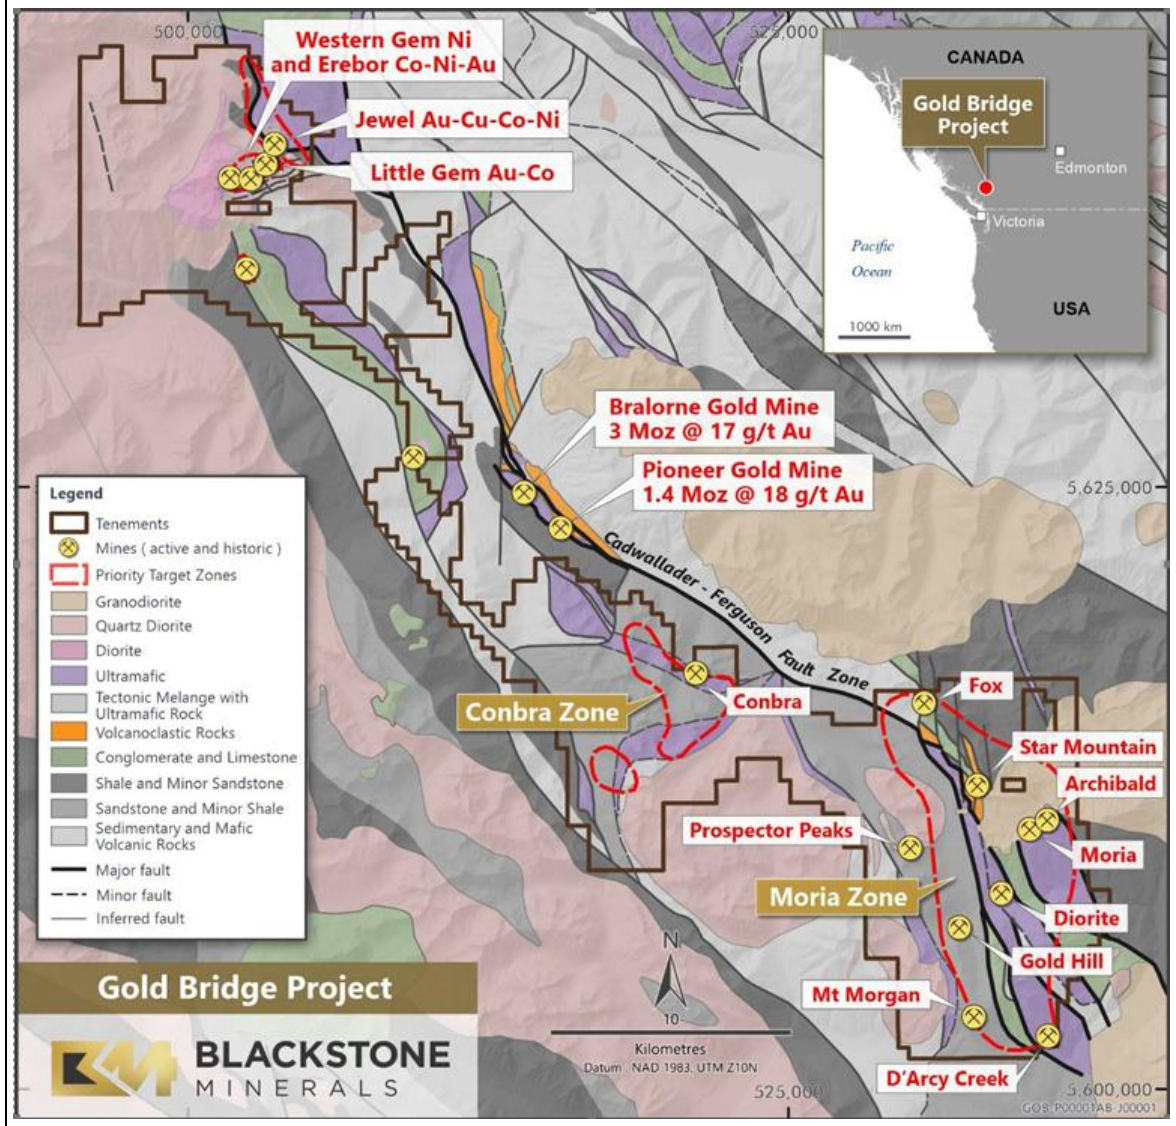 500,000
525,000
Western Gem Ni
and Erebor Co-Ni-Au
Jewel Au-Cu-Co-Ni
Little Gem Au-Co
CANADA
Gold Bridge
Project
Edmonton
Victoria
Pacific
Ocean
USA
1000 km
Bralorne Gold Mine
3 Moz @ 17 g/t Au
Pioneer Gold Mine
1.4 Moz @ 18 g/t Au
5,625,000
Cadwallader - Ferguson Fault Zone
Legend
Tenements
Mines ( active and historic )
Priority Target Zones
Granodiorite
Quartz Diorite
Diorite
Ultramafic
Tectonic Melange with
Ultramafic Rock
Volcanoclastic Rocks
Conglomerate and Limestone
Shale and Minor Sandstone
Sandstone and Minor Shale
Sedimentary and Mafic
Volcanic Rocks
Major fault
Minor fault
Inferred fault
Conbra Zone
Conbra
Fox
Star Mountain
Archibald
Prospector Peaks
Moria
Moria Zone
Diorite
Gold Hill
Mt Morgan
D'Arcy Creek
N
10
Kilometres
Datum : NAD 1983, UTM Z10N
525,000
5,600,000
GOB-P00001AB-J00001
Gold Bridge Project
BLACKSTONE
MINERALS